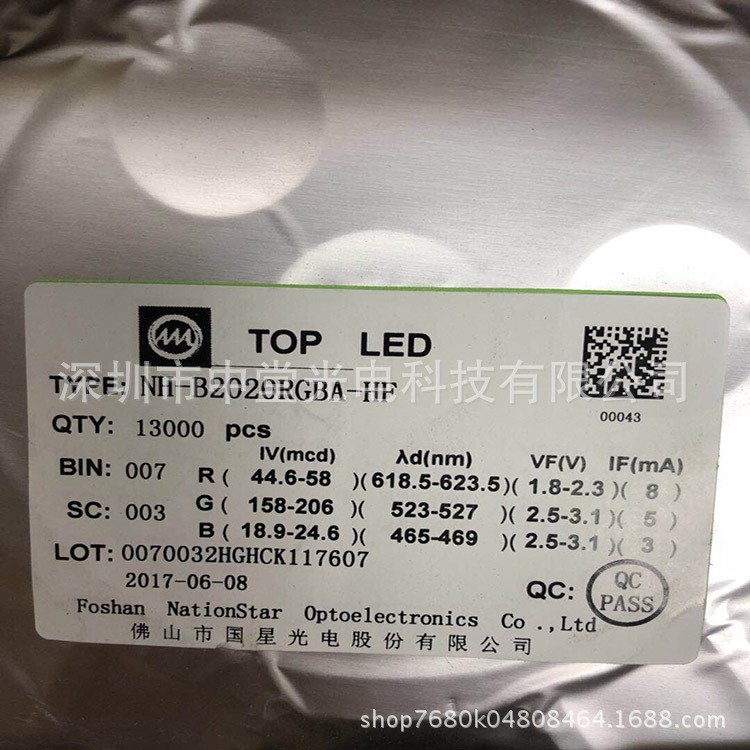 TOP LED
深圳市中尚光电科技有限公司
TYPE: NH-B2020RGBA-HF
00043
QTY: 13000 pcs
IV(mcd) λd(nm) VF(V) IF(mA)
BIN: 007 R( 44.6-58 )( 618.5-623.5 )( 1.8-2.3 )( 8 )
SC: 003 G( 158-206 )( 523-527 )( 2.5-3.1 )( 5 )
B( 18.9-24.6 )( 465-469 )( 2.5-3.1 )( 3 )
LOT: 0070032HGHCK117607
2017-06-08
QC: QC PASS
Foshan NationStar Optoelectronics Co .,Ltd
佛山市国星光电股份有限公司
shop7680k04808464.1688.com